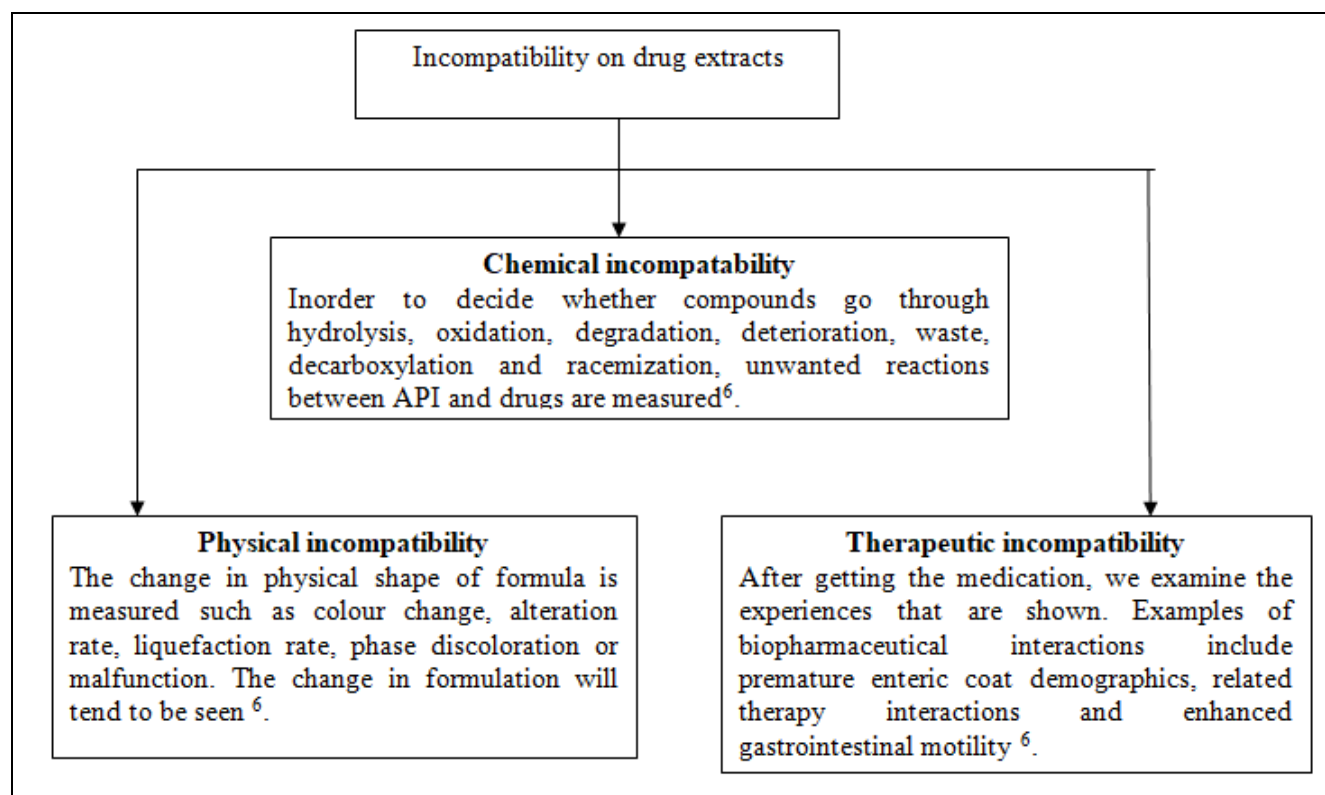 Incompatibility on drug extracts
Chemical incompatability
Inorder to decide whether compounds go through
hydrolysis, oxidation, degradation, deterioration, waste,
decarboxylation and racemization, unwanted reactions
between API and drugs are measured⁶.
Physical incompatibility
The change in physical shape of formula is
measured such as colour change, alteration
rate, liquefaction rate, phase discoloration or
malfunction. The change in formulation will
tend to be seen ⁶.
Therapeutic incompatibility
After getting the medication, we examine the
experiences that are shown. Examples of
biopharmaceutical interactions include
premature enteric coat demographics, related
therapy interactions and enhanced
gastrointestinal motility ⁶.